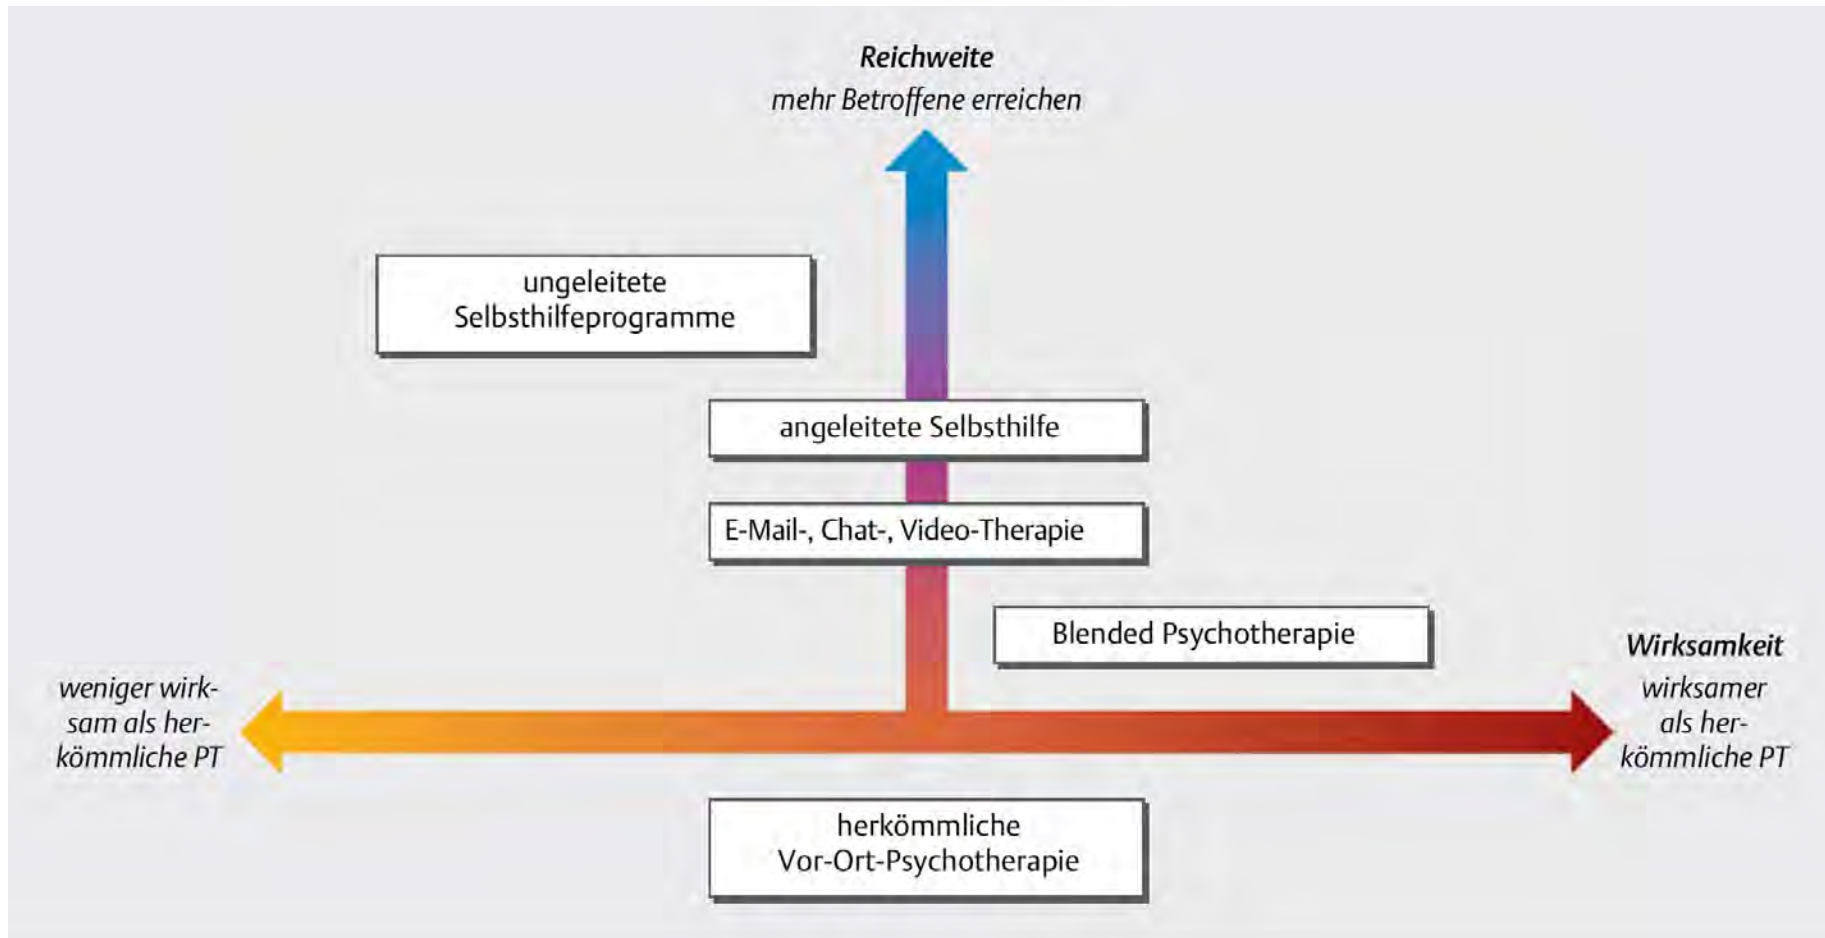 Reichweite
mehr Betroffene erreichen
ungeleitete
Selbsthilfeprogramme
angeleitete Selbsthilfe
E-Mail-, Chat-, Video-Therapie
Blended Psychotherapie
Wirksamkeit
wirksamer
als her-
kömmliche PT
weniger wirk-
sam als her-
kömmliche PT
herkömmliche
Vor-Ort-Psychotherapie